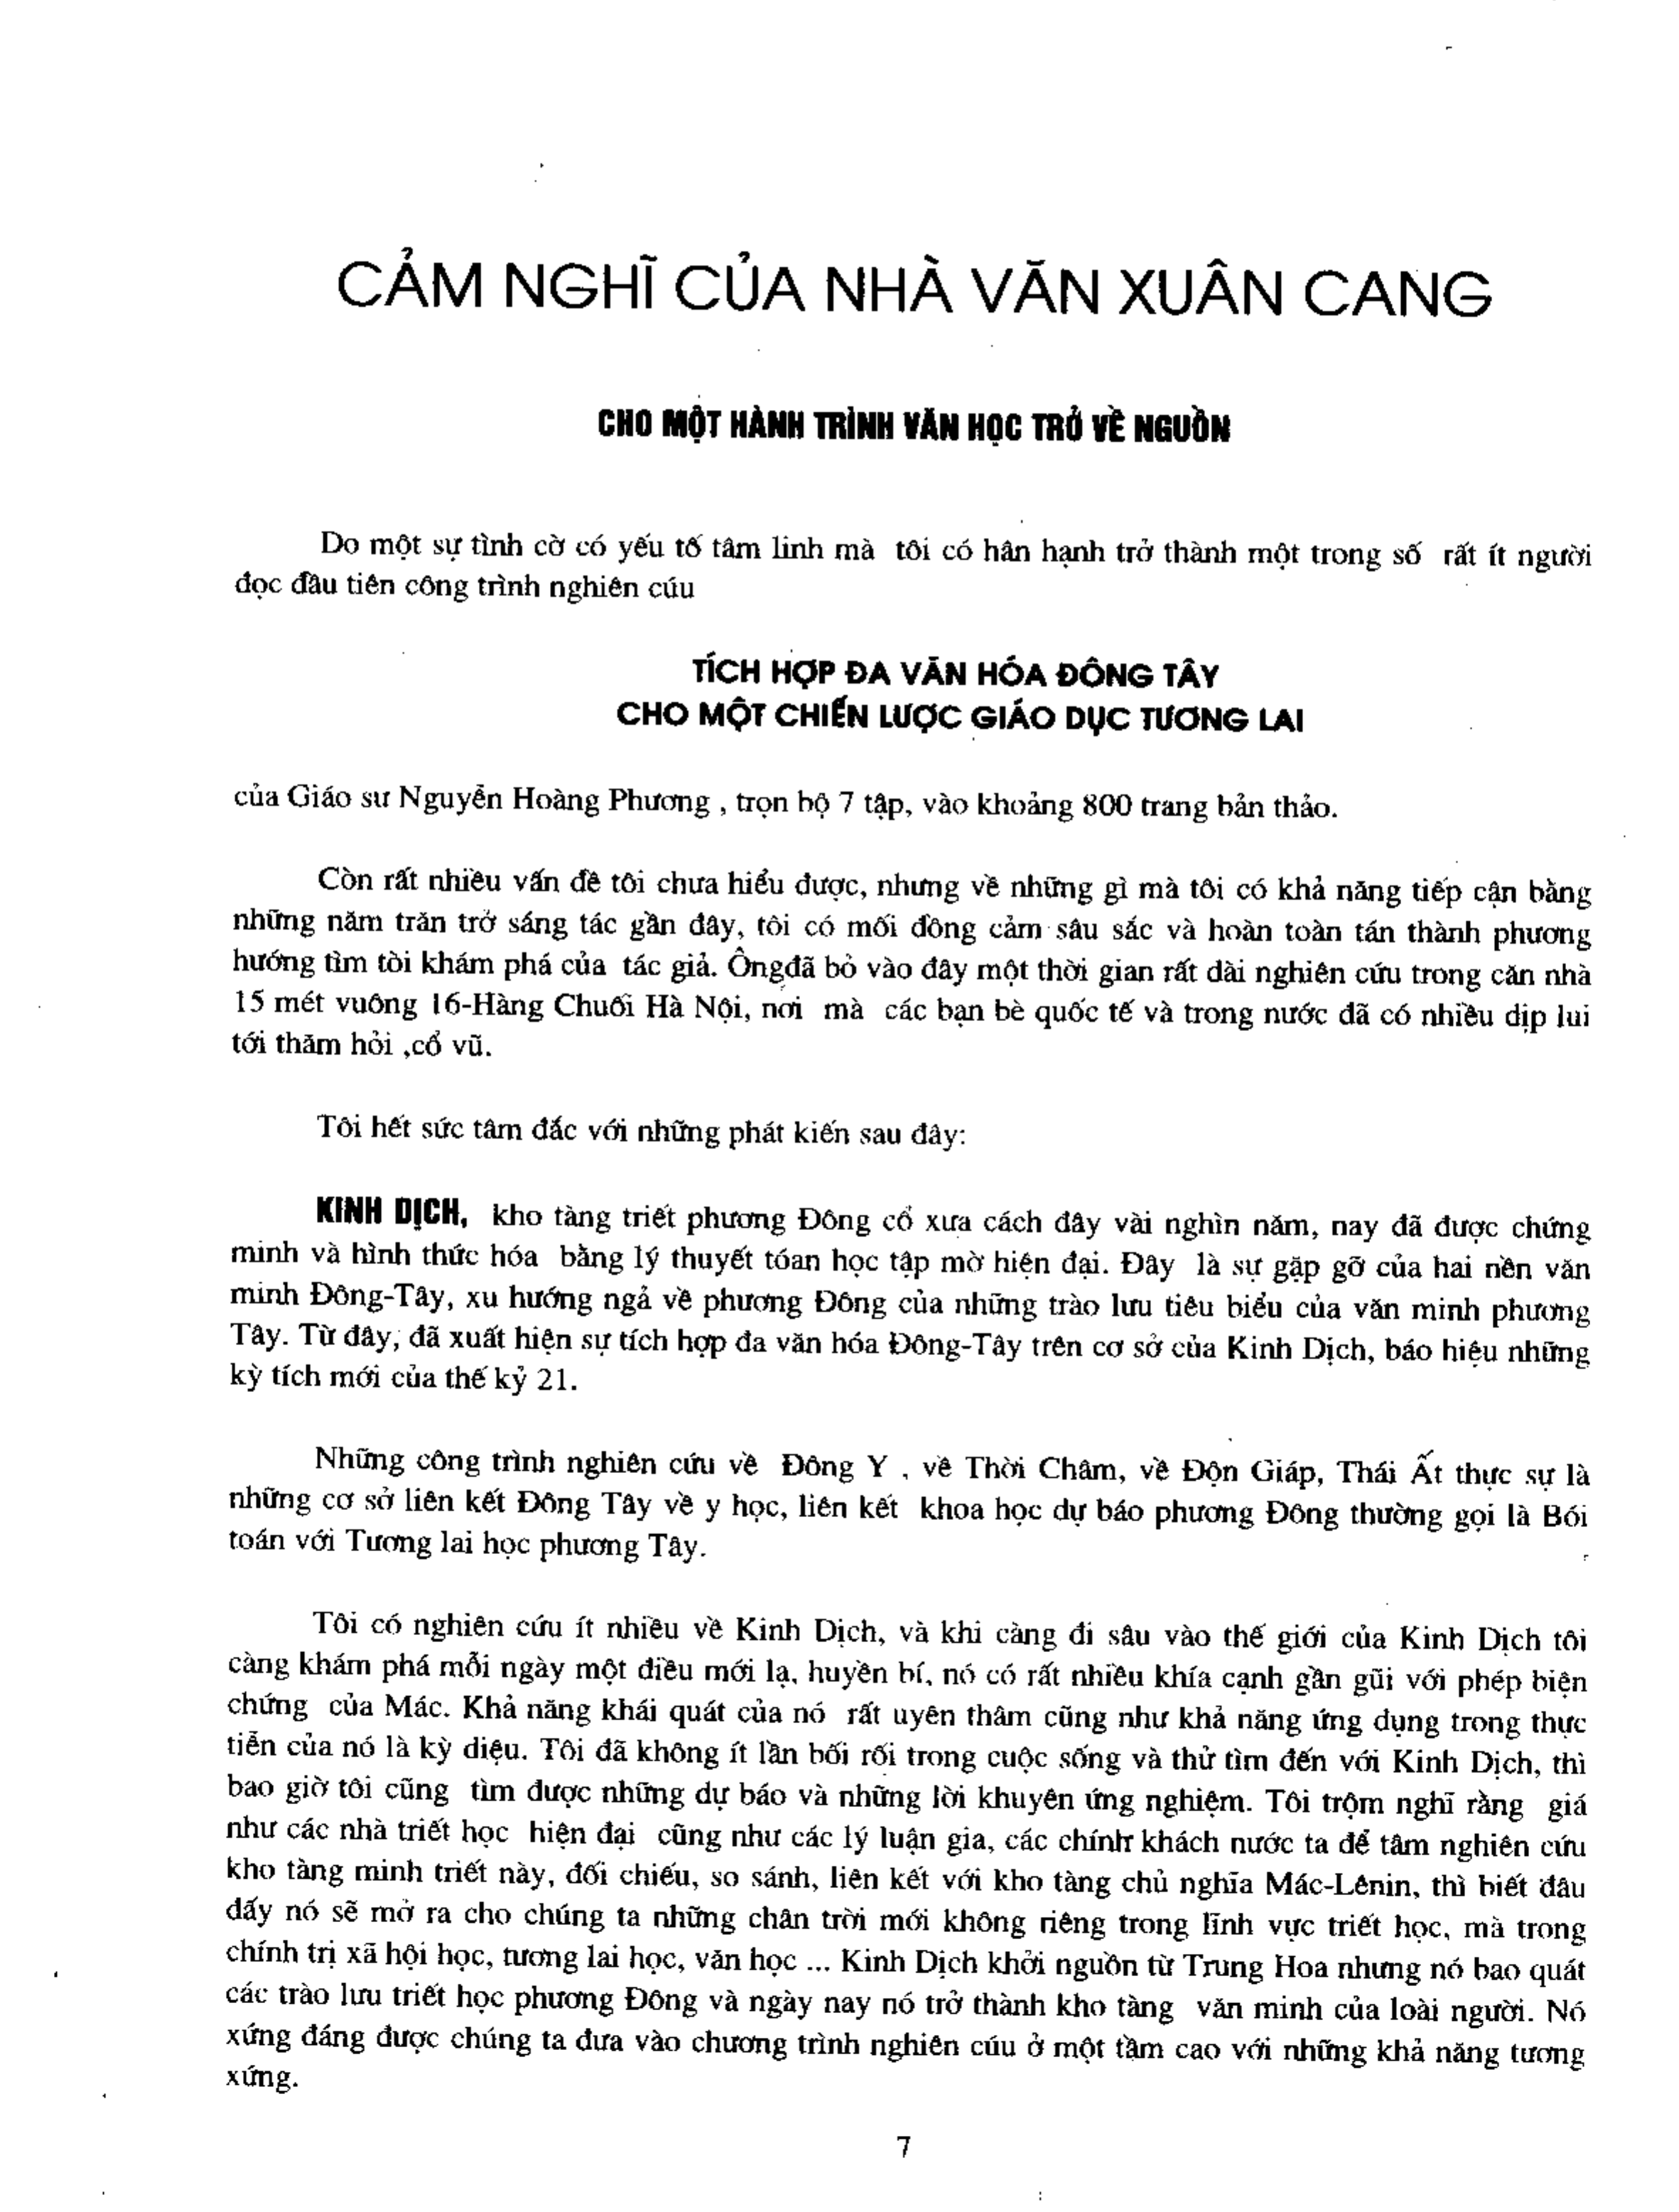 CẢM NGHĨ CỦA NHÀ VĂN XUÂN CANG
CHO MỘT HÀNH TRÌNH VĂN HỌC TRỞ VỀ NGUỒN
Do một sự tình cờ có yếu tố tâm linh mà tôi có hân hạnh trở thành một trong số rất ít người
đọc đầu tiên công trình nghiên cúu
TÍCH HỢP ĐA VĂN HÓA ĐÔNG TÂY
CHO MỘT CHIẾN LƯỢC GIÁO DỤC TƯƠNG LAI
của Giáo sư Nguyễn Hoàng Phương , trọn bộ 7 tập, vào khoảng 800 trang bản thảo.
Còn rất nhiều vấn đề tôi chưa hiểu được, nhưng về những gì mà tôi có khả năng tiếp cận bằng
những năm trăn trở sáng tác gần đây, tôi có mối đồng cảm sâu sắc và hoàn toàn tán thành phương
hướng tìm tòi khám phá của tác giả. Ôngđã bỏ vào đây một thời gian rất dài nghiên cứu trong căn nhà
15 mét vuông 16-Hàng Chuối Hà Nội, nơi mà các bạn bè quốc tế và trong nước đã có nhiều dịp lui
tới thăm hỏi ,cổ vũ.
Tôi hết sức tâm đắc với những phát kiến sau đây:
KINH DỊCH, kho tàng triết phương Đông cổ xưa cách đây vài nghìn năm, nay đã được chứng
minh và hình thức hóa bằng lý thuyết tóan học tập mờ hiện đại. Đây là sự gặp gỡ của hai nền văn
minh Đông-Tây, xu hướng ngả về phương Đông của những trào lưu tiêu biểu của văn minh phương
Tây. Từ đây, đã xuất hiện sự tích hợp đa văn hóa Đông-Tây trên cơ sở của Kinh Dịch, báo hiệu những
kỳ tích mới của thế kỷ 21.
Những công trình nghiên cứu về Đông Y , về Thời Châm, về Độn Giáp, Thái Ất thực sự là
những cơ sở liên kết Đông Tây về y học, liên kết khoa học dự báo phương Đông thường gọi là Bói
toán với Tương lai học phương Tây.
Tôi có nghiên cứu ít nhiều về Kinh Dịch, và khi càng đi sâu vào thế giới của Kinh Dịch tôi
càng khám phá mỗi ngày một điều mới lạ, huyền bí, nó có rất nhiều khía cạnh gần gũi với phép biện
chứng của Mác. Khả năng khái quát của nó rất uyên thâm cũng như khả năng ứng dụng trong thực
tiễn của nó là kỳ diệu. Tôi đã không ít lần bối rối trong cuộc sống và thử tìm đến với Kinh Dịch, thì
bao giờ tôi cũng tìm được những dự báo và những lời khuyên ứng nghiệm. Tôi trộm nghĩ rằng giá
như các nhà triết học hiện đại cũng như các lý luận gia, các chính khách nước ta để tâm nghiên cứu
kho tàng minh triết này, đối chiếu, so sánh, liên kết với kho tàng chủ nghĩa Mác-Lênin, thì biết đâu
đấy nó sẽ mở ra cho chúng ta những chân trời mới không riêng trong lĩnh vực triết học, mà trong
chính trị xã hội học, tương lai học, văn học ... Kinh Dịch khởi nguồn từ Trung Hoa nhưng nó bao quát
các trào lưu triết học phương Đông và ngày nay nó trở thành kho tàng văn minh của loài người. Nó
xứng đáng được chúng ta đưa vào chương trình nghiên cúu ở một tầm cao với những khả năng tương
xứng.
7